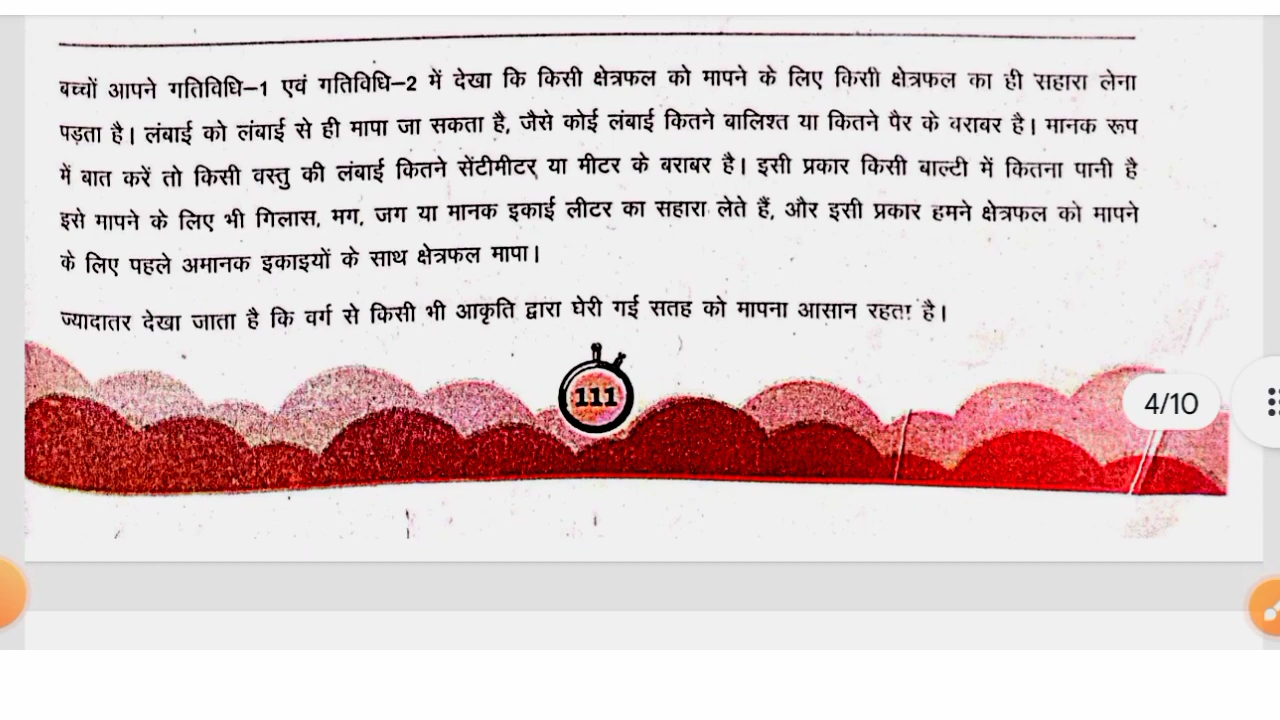 बच्चों आपने गतिविधि–1 एवं गतिविधि–2 में देखा कि किसी क्षेत्रफल को मापने के लिए किसी क्षेत्रफल का ही सहारा लेना
पड़ता है। लंबाई को लंबाई से ही मापा जा सकता है, जैसे कोई लंबाई कितने बालिश्त या कितने पैर के बराबर है। मानक रूप
में बात करें तो किसी वस्तु की लंबाई कितने सेंटीमीटर या मीटर के बराबर है। इसी प्रकार किसी बाल्टी में कितना पानी है
इसे मापने के लिए भी गिलास, मग, जग या मानक इकाई लीटर का सहारा लेते हैं, और इसी प्रकार हमने क्षेत्रफल को मापने
के लिए पहले अमानक इकाइयों के साथ क्षेत्रफल मापा।
ज्यादातर देखा जाता है कि वर्ग से किसी भी आकृति द्वारा घेरी गई सतह को मापना आसान रहता है।
111
4/10